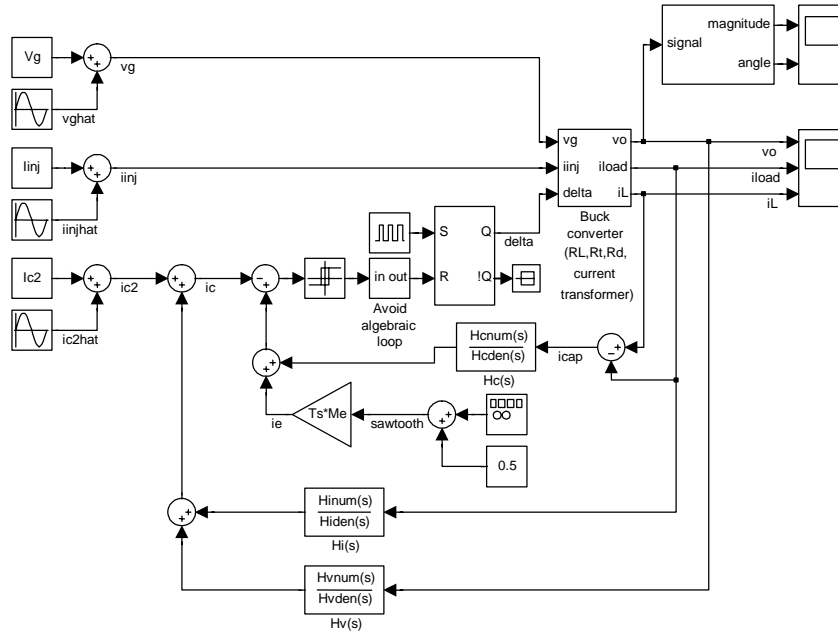 magnitude
signal
angle
Vg
+
+
vg
vghat
vg
vo
vo
Iinj
+
+
iinj
iinj
iload
iload
iinjhat
delta
iL
iL
Buck
converter
(RL,Rt,Rd,
current
transformer)
S
Q
delta
Ic2
+
+
ic2
+
+
ic
+
−
in out
R
!Q
ic2hat
Avoid
algebraic
loop
Hcnum(s)
Hcden(s)
Hc(s)
icap
+
−
+
+
ie
Ts*Me
sawtooth
+
+
0.5
+
+
Hinum(s)
Hiden(s)
Hi(s)
Hvnum(s)
Hvden(s)
Hv(s)